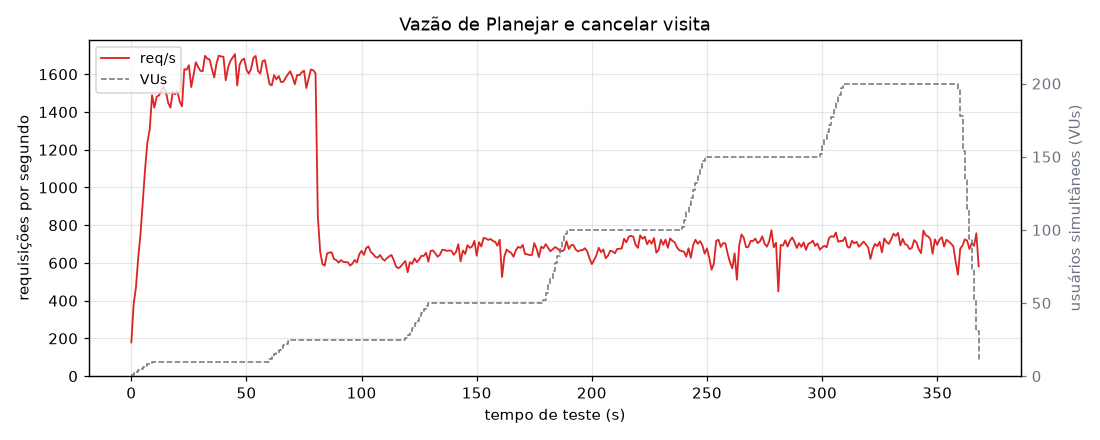 Vazão de Planejar e cancelar visita
req/s
VUs
requisições por segundo
0
200
400
600
800
1000
1200
1400
1600
0
50
100
150
200
usuários simultâneos (VUs)
0 50 100 150 200 250 300 350
tempo de teste (s)